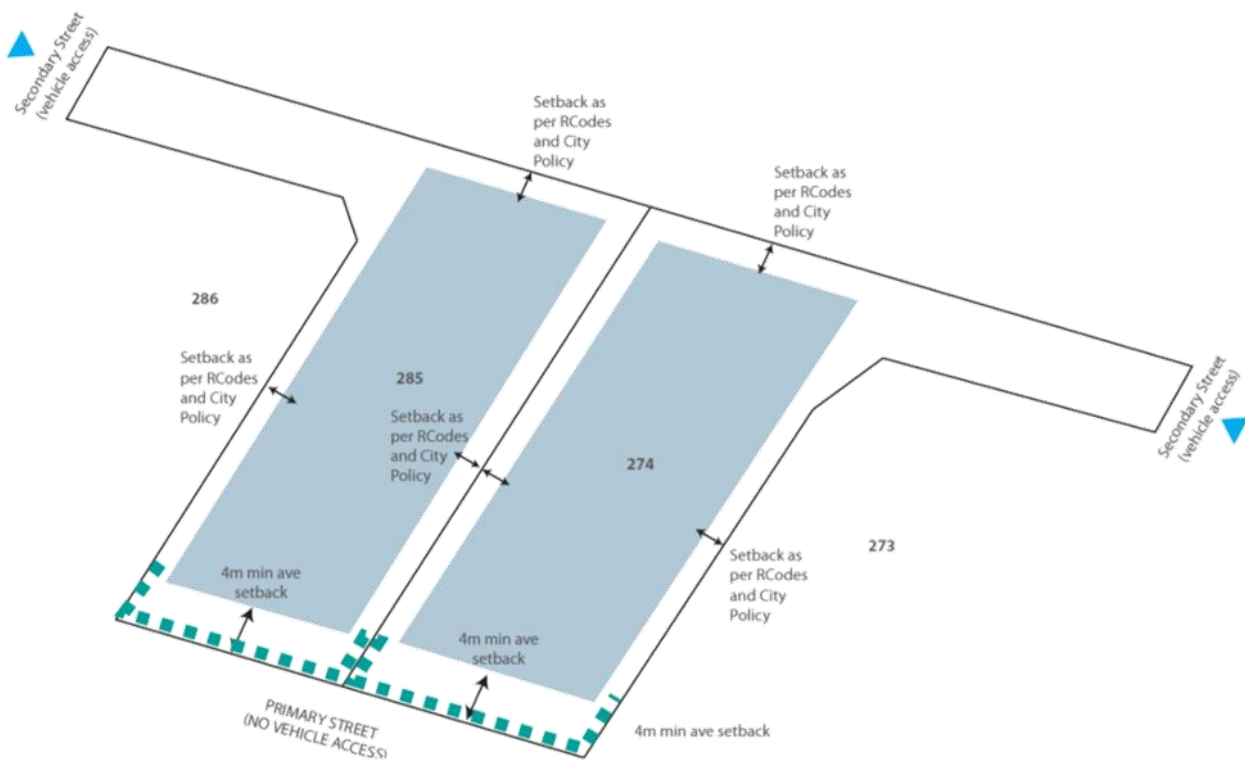 Secondary Street
(vehicle access)
Setback as
per RCodes
and City
Policy
Setback as
per RCodes
and City
Policy
286
Setback as
per RCodes
and City
Policy
285
Setback as
per RCodes
and City
Policy
274
Secondary Street
(vehicle access)
273
Setback as
per RCodes
and City
Policy
4m min ave
setback
4m min ave
setback
PRIMARY STREET
(NO VEHICLE ACCESS)
4m min ave setback